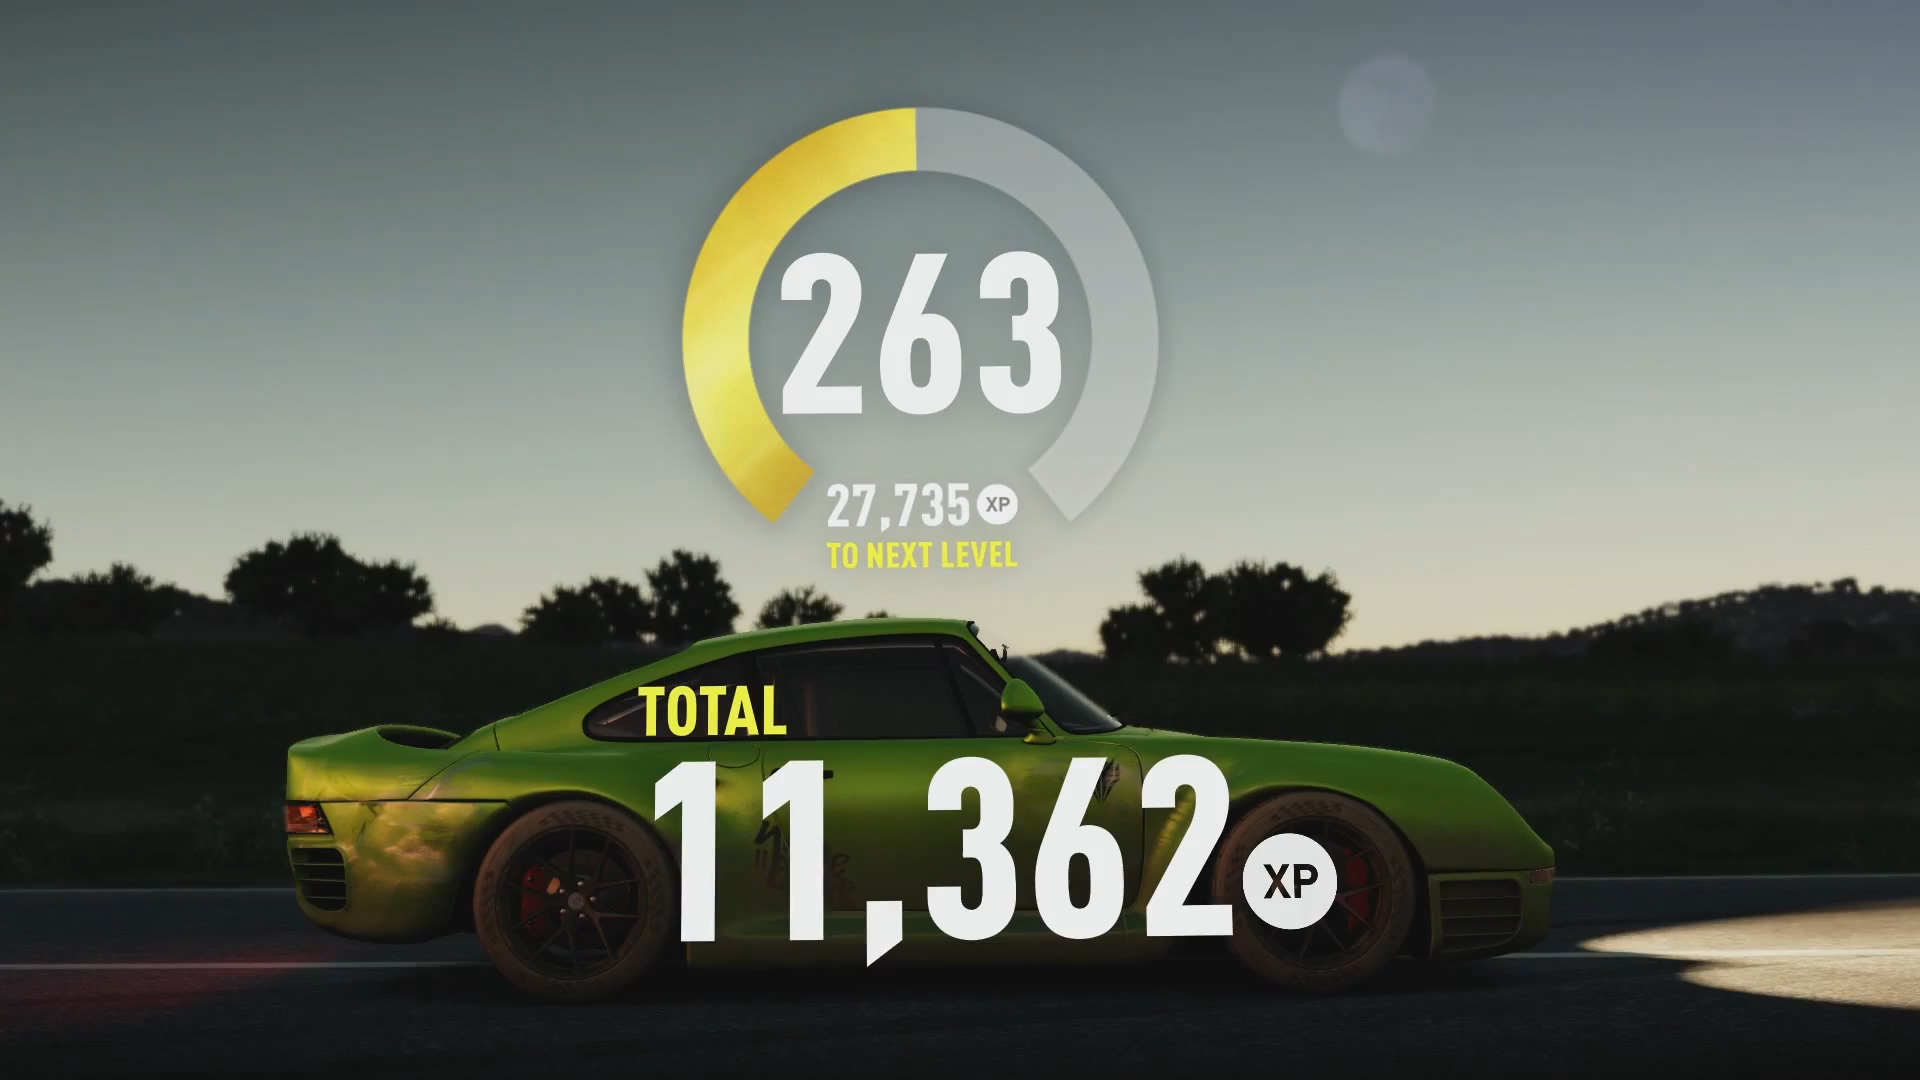 263
27,735 XP
TO NEXT LEVEL
TOTAL
11,362 XP